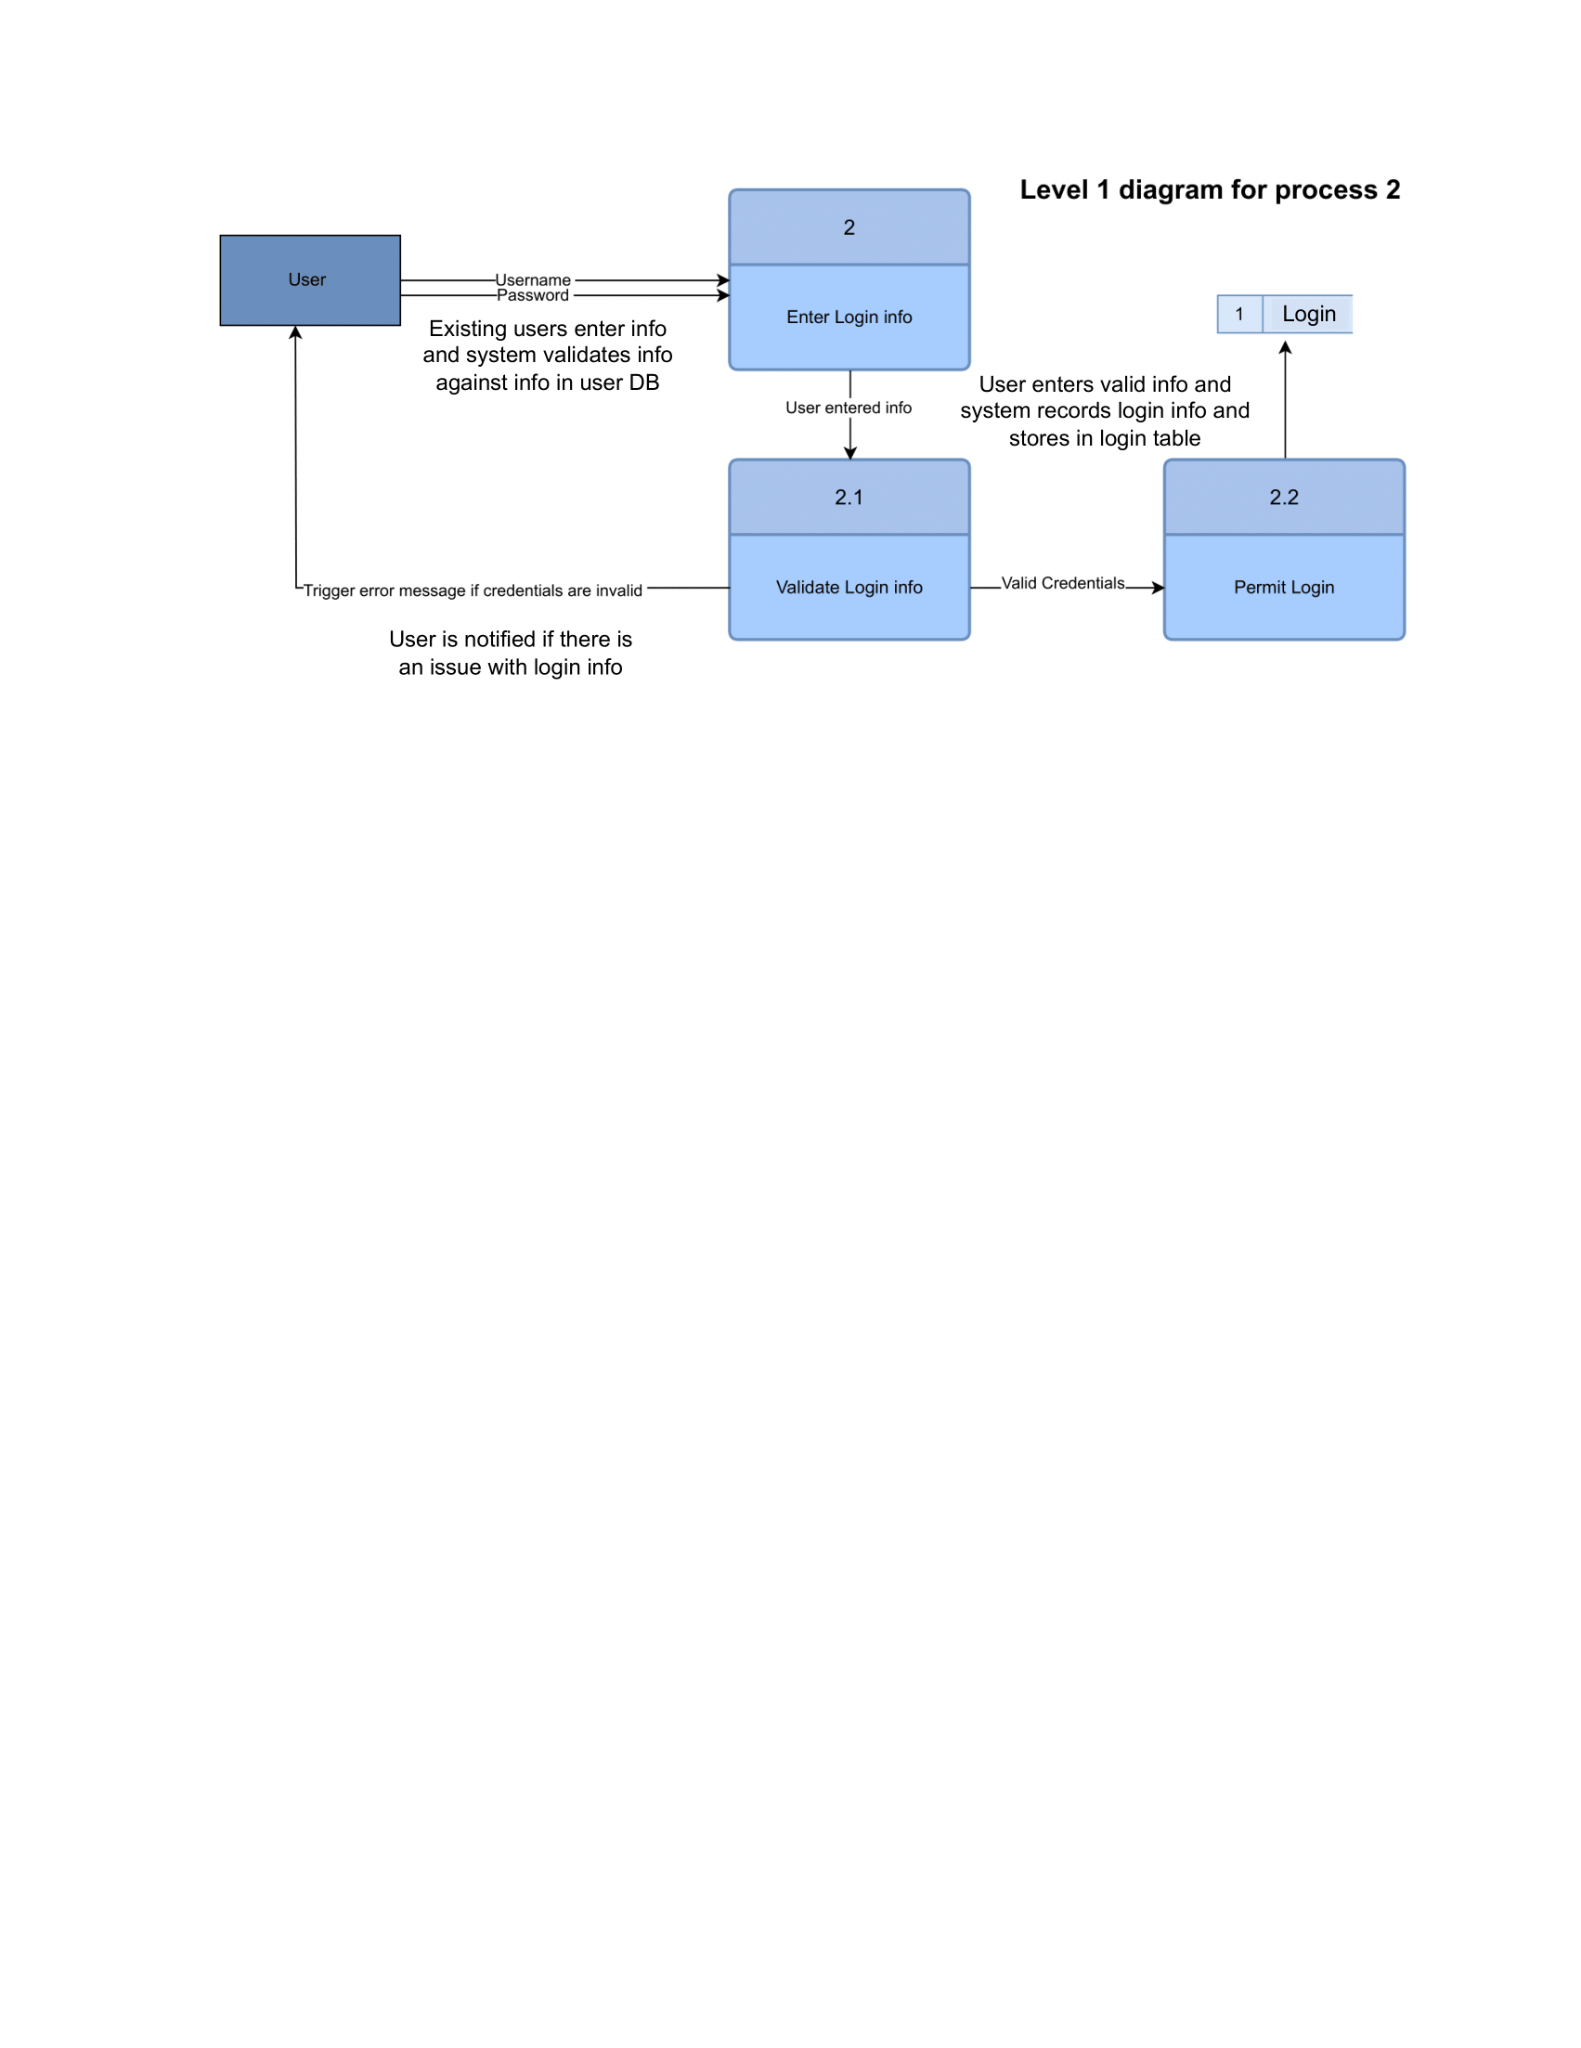 Level 1 diagram for process 2
2
User
Username
Password
Enter Login info
1 Login
Existing users enter info
and system validates info
against info in user DB
User entered info
User enters valid info and
system records login info and
stores in login table
2.1
2.2
Trigger error message if credentials are invalid
Validate Login info
Valid Credentials
Permit Login
User is notified if there is
an issue with login info